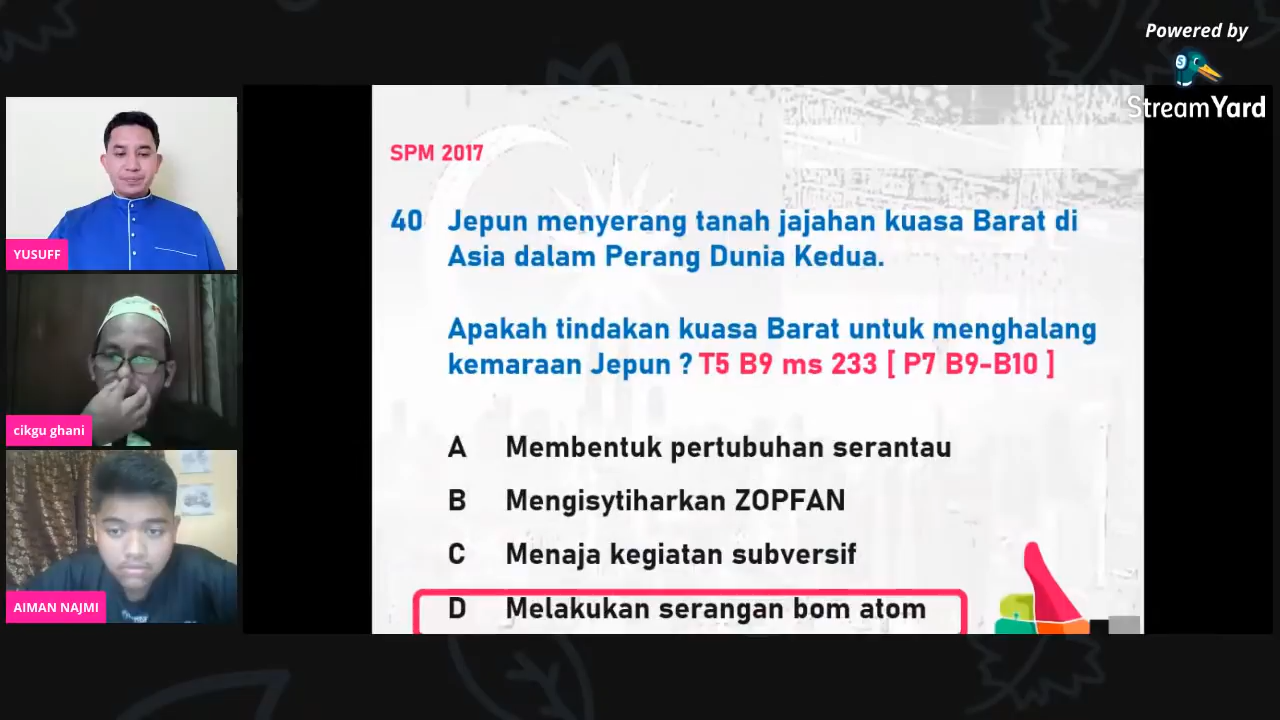 Powered by
StreamYard
SPM 2017
40 Jepun menyerang tanah jajahan kuasa Barat di
Asia dalam Perang Dunia Kedua.
Apakah tindakan kuasa Barat untuk menghalang
kemaraan Jepun ? T5 B9 ms 233 [ P7 B9-B10 ]
A Membentuk pertubuhan serantau
B Mengisytiharkan ZOPFAN
C Menaja kegiatan subversif
D Melakukan serangan bom atom
YUSUFF
cikgu ghani
AIMAN NAJMI